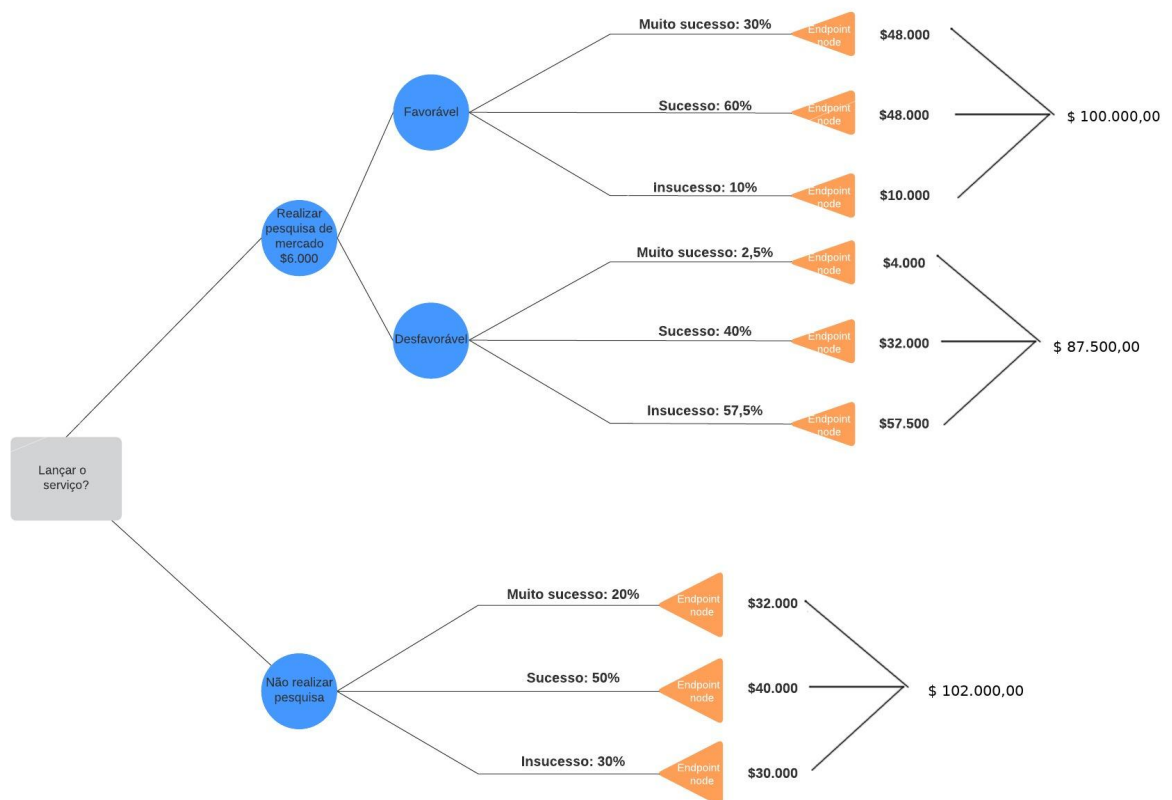 Muito sucesso: 30%
Endpoint
node
$48.000
Favorável
Sucesso: 60%
Endpoint
node
$48.000
$ 100.000,00
insucesso: 10%
Endpoint
node
$10.000
Realizar
pesquisa de
mercado
$6.000
Muito sucesso: 2,5%
Endpoint
node
$4.000
Desfavorável
Sucesso: 40%
Endpoint
node
$32.000
$ 87.500,00
Insucesso: 57,5%
Endpoint
node
$57.500
Lançar o
serviço?
Muito sucesso: 20%
Endpoint
node
$32.000
Não realizar
pesquisa
Sucesso: 50%
Endpoint
node
$40.000
$ 102.000,00
Insucesso: 30%
Endpoint
node
$30.000